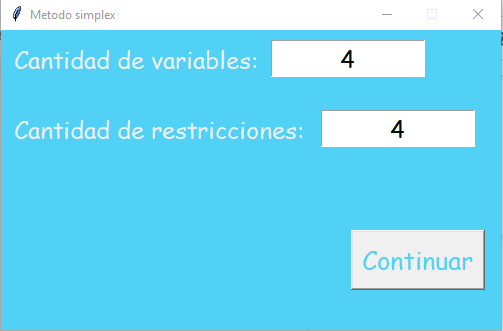 Metodo simplex
Cantidad de variables: 4
Cantidad de restricciones: 4
Continuar